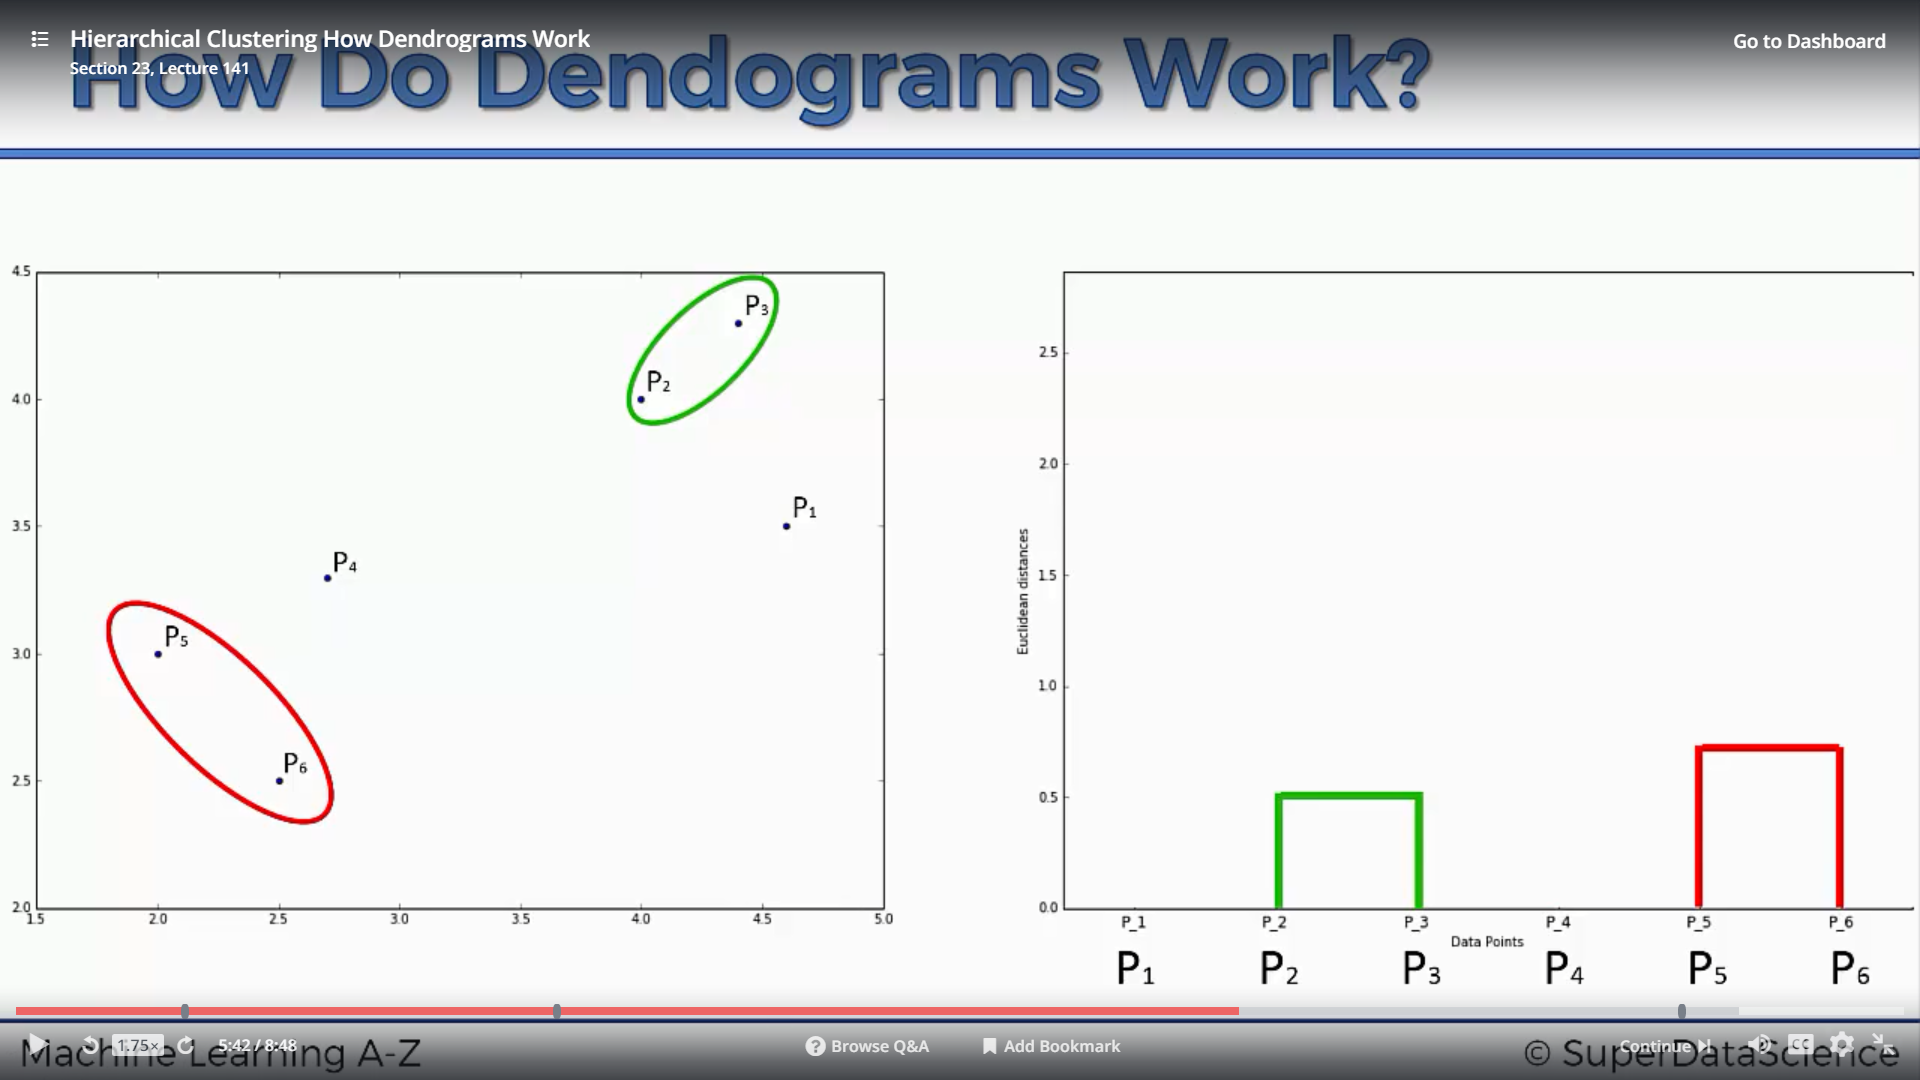 Hierarchical Clustering How Dendrograms Work
Go to Dashboard
Section 23, Lecture 141
How Do Dendograms Work?
4.5
4.0
3.5
3.0
2.5
2.0
1.5 2.0 2.5 3.0 3.5 4.0 4.5 5.0
P₃
P₂
P₁
P₄
P₅
P₆
2.5
2.0
1.5
1.0
0.5
0.0
Euclidean distances
P_1 P_2 P_3 P_4 P_5 P_6
Data Points
P₁ P₂ P₃ P₄ P₅ P₆
1.75x 5:42 / 8:48 Browse Q&A Add Bookmark Continue CC
Machine Learning A-Z © SuperDataScience